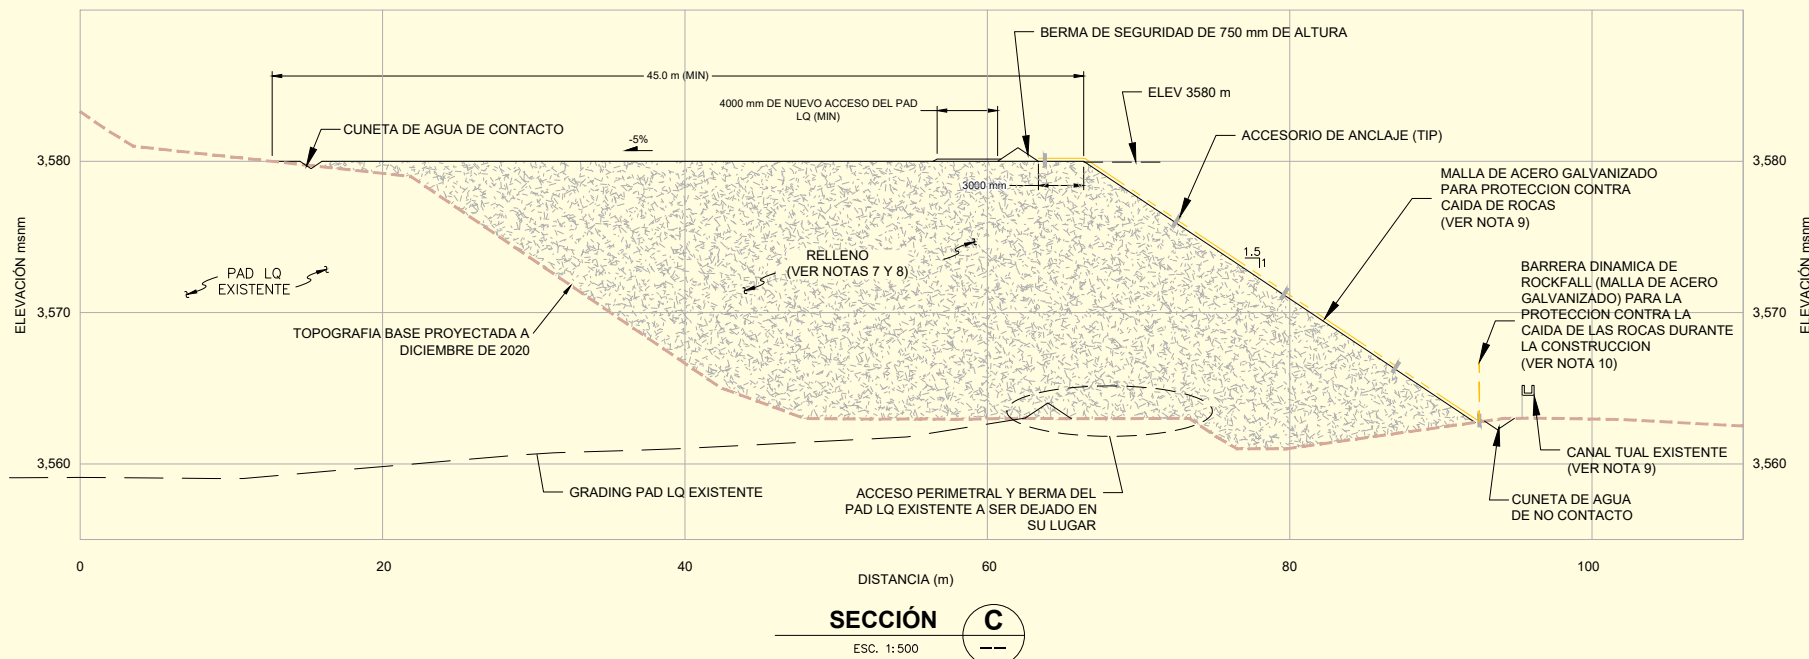 BERMA DE SEGURIDAD DE 750 mm DE ALTURA
45.0 m (MIN)
4000 mm DE NUEVO ACCESO DEL PAD
LQ (MIN)
ELEV 3580 m
CUNETA DE AGUA DE CONTACTO
-5%
ACCESORIO DE ANCLAJE (TIP)
3,580
3,580
3000 mm
MALLA DE ACERO GALVANIZADO
PARA PROTECCION CONTRA
CAIDA DE ROCAS
(VER NOTA 9)
ELEVACIÓN msnm
PAD LQ
EXISTENTE
RELLENO
(VER NOTAS 7 Y 8)
1.5
1
BARRERA DINAMICA DE
ROCKFALL (MALLA DE ACERO
GALVANIZADO) PARA LA
PROTECCION CONTRA LA
CAIDA DE LAS ROCAS DURANTE
LA CONSTRUCCION
(VER NOTA 10)
ELEVACIÓN msnm
3,570
3,570
TOPOGRAFIA BASE PROYECTADA A
DICIEMBRE DE 2020
3,560
3,560
GRADING PAD LQ EXISTENTE
ACCESO PERIMETRAL Y BERMA DEL
PAD LQ EXISTENTE A SER DEJADO EN
SU LUGAR
CANAL TUAL EXISTENTE
(VER NOTA 9)
CUNETA DE AGUA
DE NO CONTACTO
0
20
40
60
80
100
DISTANCIA (m)
SECCIÓN
C
ESC. 1:500
--